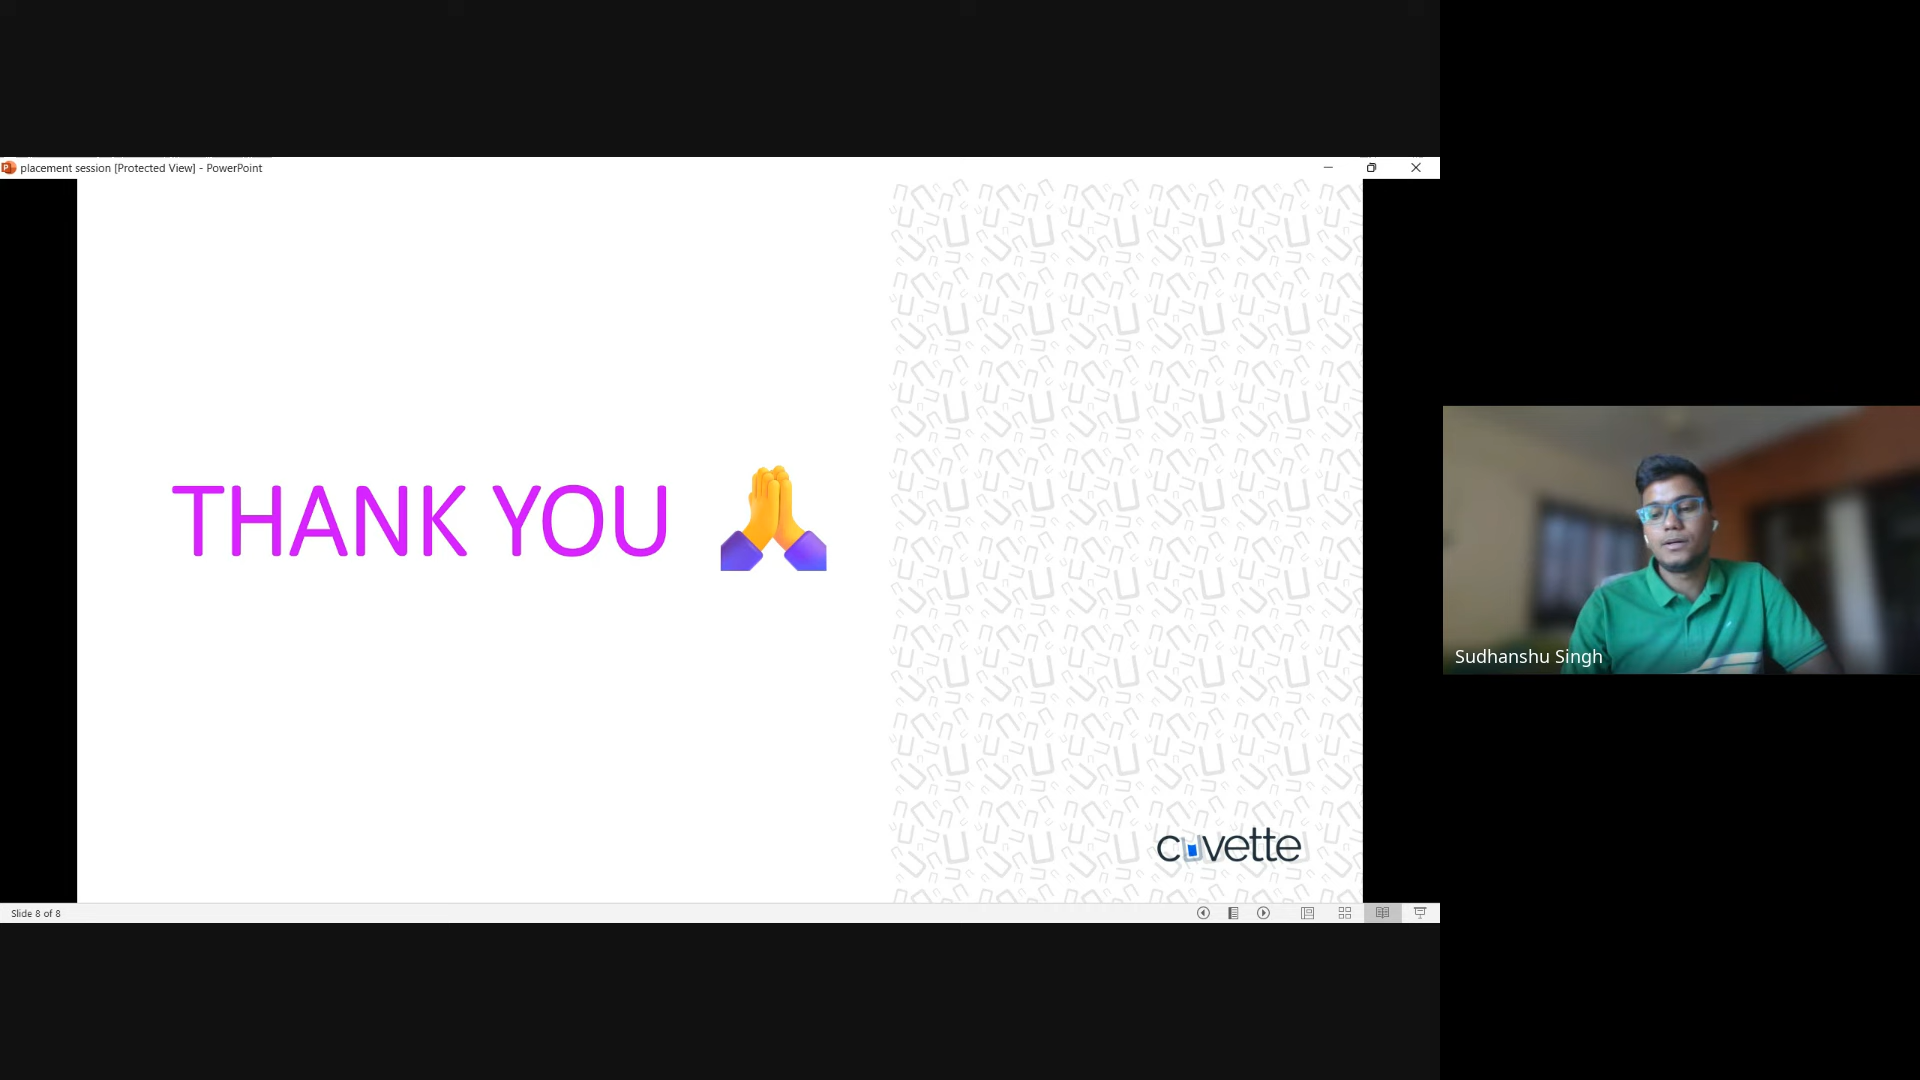 placement session [Protected View] - PowerPoint
THANK YOU
cuvette
Slide 8 of 8
Sudhanshu Singh